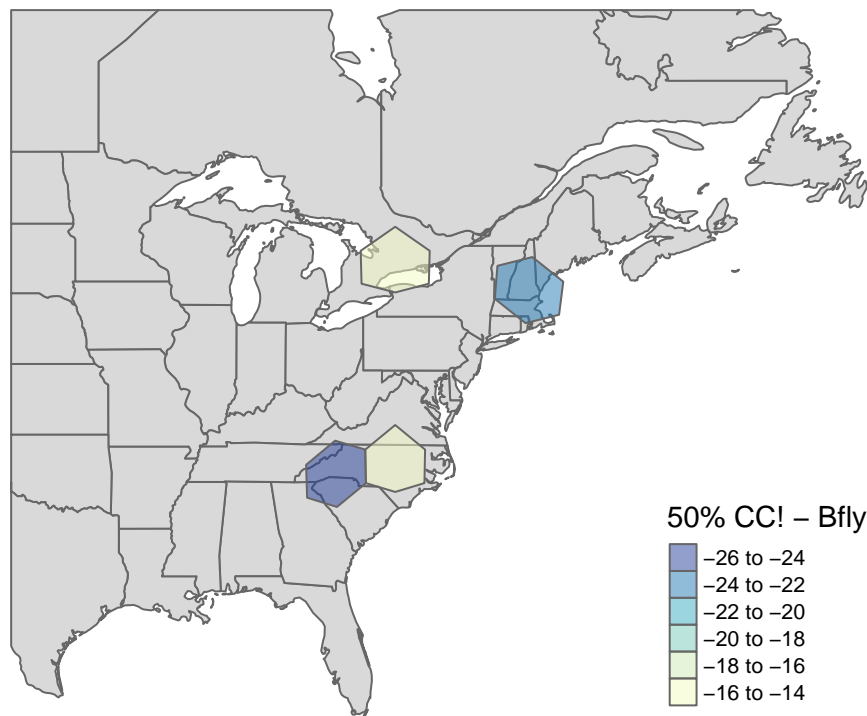 50% CC! – Bfly
−26 to −24
−24 to −22
−22 to −20
−20 to −18
−18 to −16
−16 to −14